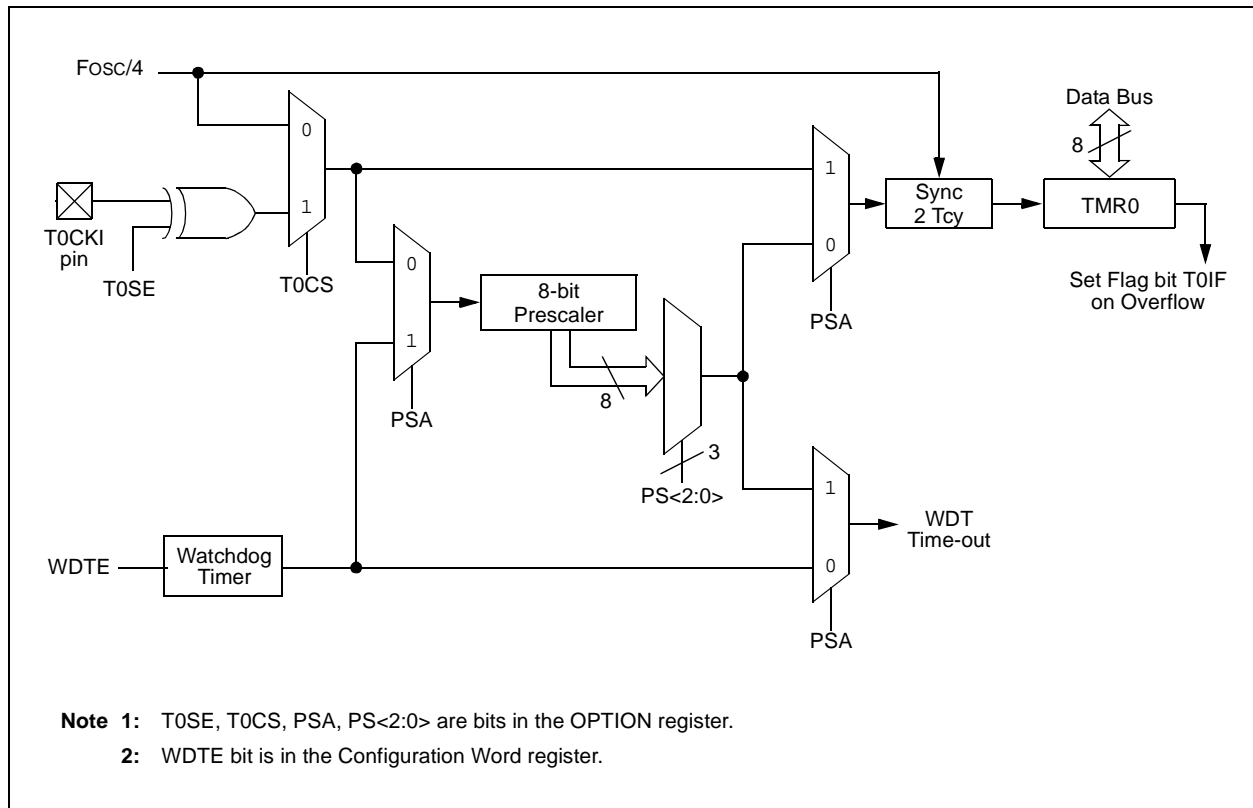 FOSC/4
Data Bus
8
0
1
T0CKI
pin
T0SE
T0CS
1
0
PSA
Sync
2 Tcy
TMR0
Set Flag bit T0IF
on Overflow
0
1
PSA
8-bit
Prescaler
8
3
PS<2:0>
1
0
PSA
WDT
Time-out
WDTE
Watchdog
Timer
Note 1: T0SE, T0CS, PSA, PS<2:0> are bits in the OPTION register.
2: WDTE bit is in the Configuration Word register.